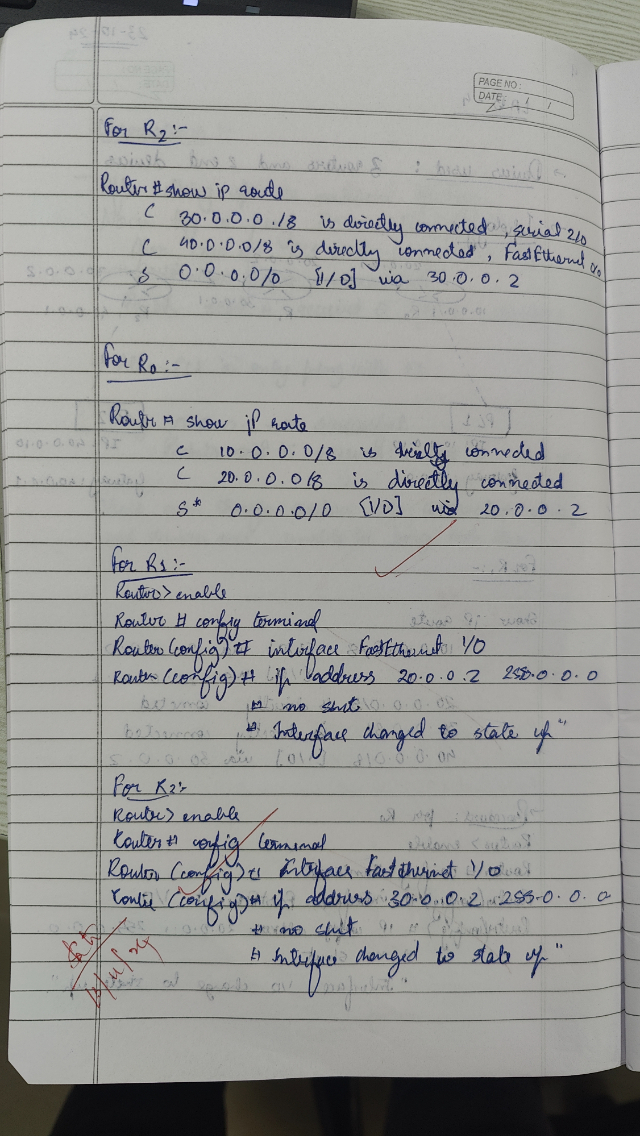 PAGE NO:
DATE: / /
For R2:-
Router # show ip route
C 30.0.0.0./8 is directly connected, serial 2/0
C 40.0.0.0/8 is directly connected, FastEthernet 1/0
S 0.0.0.0/0 [1/0] via 30.0.0.2
For R0:-
Router # show ip route
C 10.0.0.0/8 is directly connected
C 20.0.0.0/8 is directly connected
S* 0.0.0.0/0 [1/0] via 20.0.0.2
For R1:-
Router> enable
Router # config terminal
Router (config) # interface FastEthernet 1/0
Router (config) # ip address 20.0.0.2 255.0.0.0
# no shut
# Interface changed to state up"
For R2:-
Router> enable
Router # config terminal
Router (config) # interface FastEthernet 1/0
Router (config) # ip address 30.0.0.2 255.0.0.0
# no shut
# Interface changed to state up"